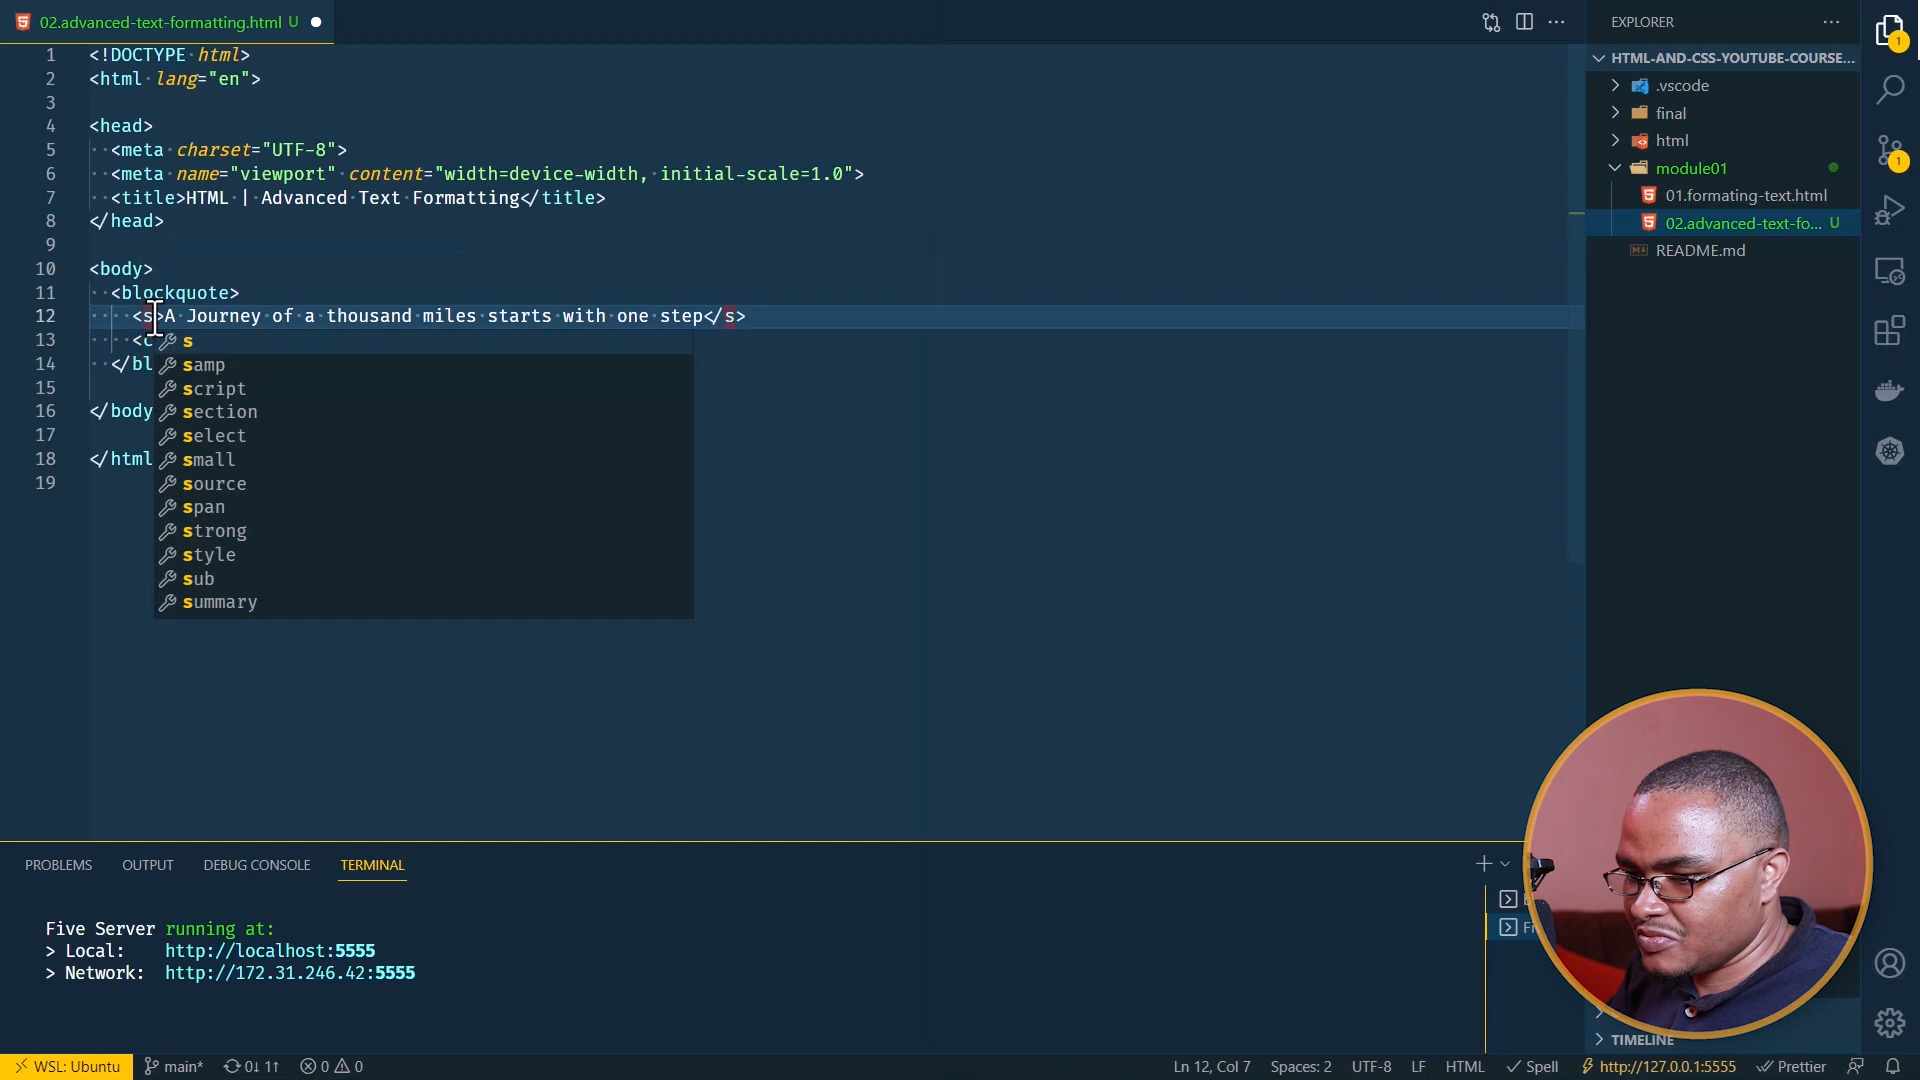 02.advanced-text-formatting.html U
1 <!DOCTYPE html>
2 <html lang="en">
3
4 <head>
5 <meta charset="UTF-8">
6 <meta name="viewport" content="width=device-width, initial-scale=1.0">
7 <title>HTML | Advanced Text Formatting</title>
8 </head>
9
10 <body>
11 <blockquote>
12 <s>A Journey of a thousand miles starts with one step</s>
13 <c
14 </bl
15
16 </body
17
18 </html
19
s
samp
script
section
select
small
source
span
strong
style
sub
summary
EXPLORER
HTML-AND-CSS-YOUTUBE-COURSE...
.vscode
final
html
module01
01.formating-text.html
02.advanced-text-fo... U
README.md
TIMELINE
1
1
PROBLEMS OUTPUT DEBUG CONSOLE TERMINAL
Five Server running at:
> Local: http://localhost:5555
> Network: http://172.31.246.42:5555
WSL: Ubuntu main* 0↓ 1↑ 0 0 Ln 12, Col 7 Spaces: 2 UTF-8 LF HTML Spell http://127.0.0.1:5555 Prettier